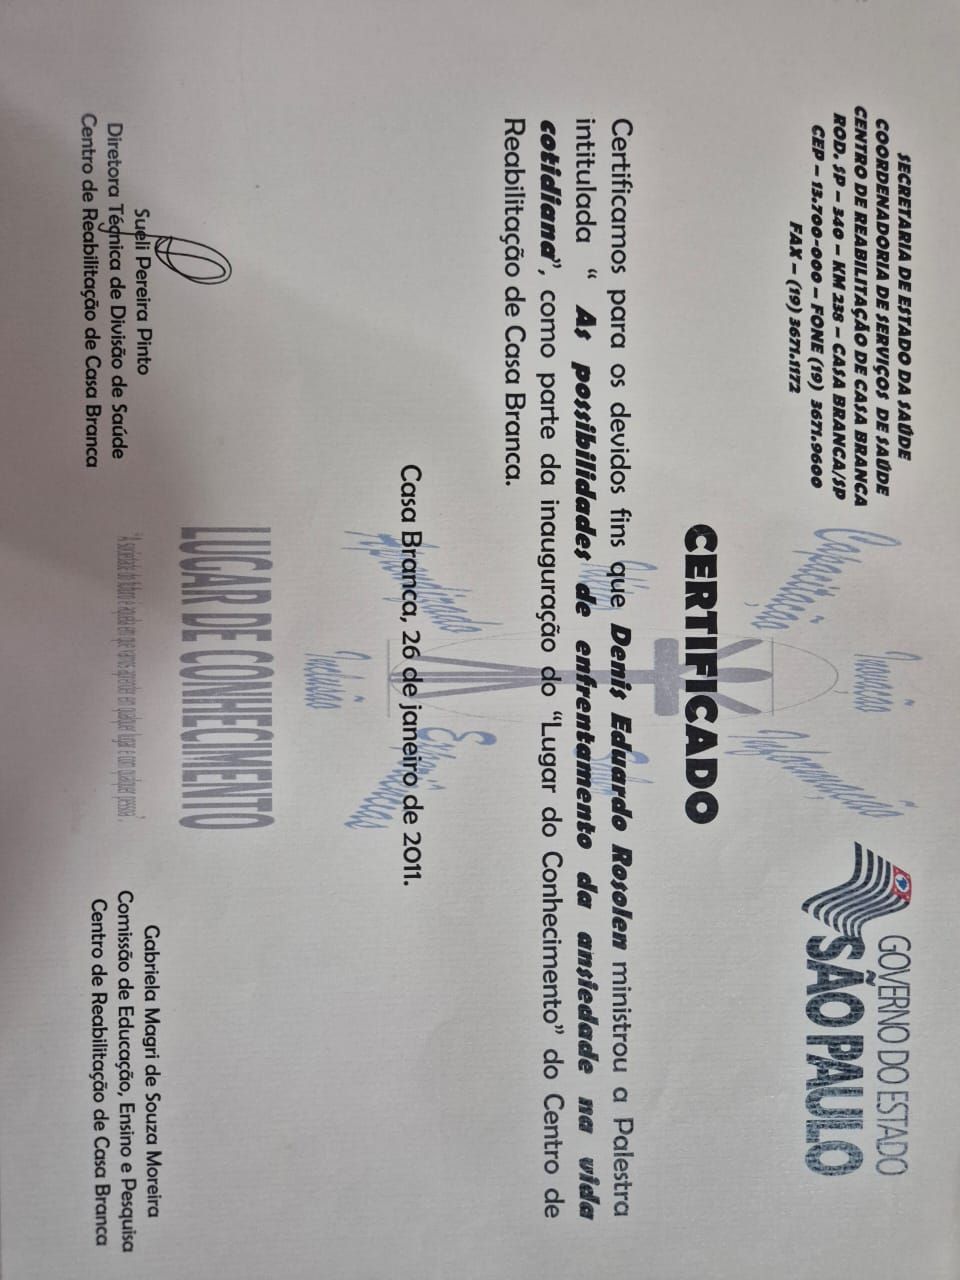 SECRETARIA DE ESTADO DA SAÚDE
COORDENADORIA DE SERVIÇOS DE SAÚDE
CENTRO DE REABILITAÇÃO DE CASA BRANCA
ROD. SP – 340 – KM 238 – CASA BRANCA/SP
CEP – 13.700-000 – FONE (19) 3671.9600
FAX – (19) 3671.1172
GOVERNO DO ESTADO
SÃO PAULO
CERTIFICADO
Certificamos para os devidos fins que Denis Eduardo Rosolen ministrou a Palestra
intitulada “ As possibilidades de enfrentamento da ansiedade na vida
cotidiana”, como parte da inauguração do “Lugar do Conhecimento” do Centro de
Reabilitação de Casa Branca.
Casa Branca, 26 de janeiro de 2011.
LUGAR DE CONHECIMENTO
Sueli Pereira Pinto
Diretora Técnica de Divisão de Saúde
Centro de Reabilitação de Casa Branca
Gabriela Magri de Souza Moreira
Comissão de Educação, Ensino e Pesquisa
Centro de Reabilitação de Casa Branca